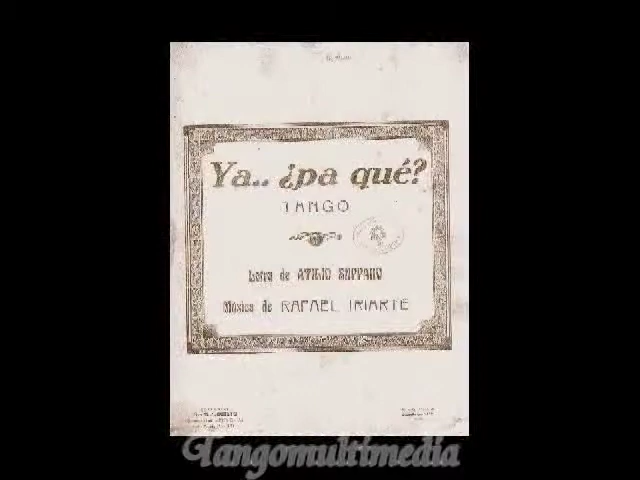 Ya.. ¿pa qué?
TANGO
Letra de ATILIO SUPPARO
Música de RAFAEL IRIARTE
Tangomultimedia